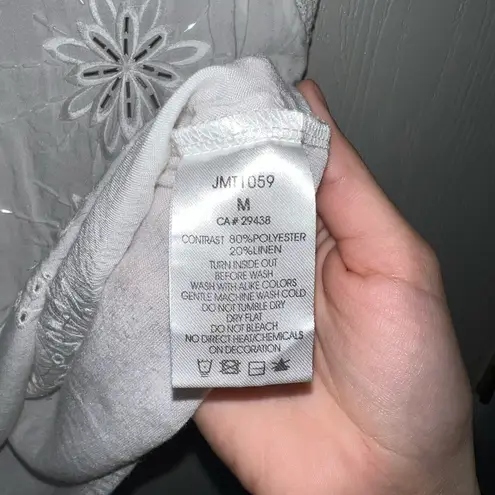 JMT1059
M
CA# 29438
CONTRAST 80%POLYESTER
20%LINEN
TURN INSIDE OUT
BEFORE WASH
WASH WITH ALIKE COLORS
GENTLE MACHINE WASH COLD
DO NOT TUMBLE DRY
DRY FLAT
DO NOT BLEACH
NO DIRECT HEAT/CHEMICALS
ON DECORATION